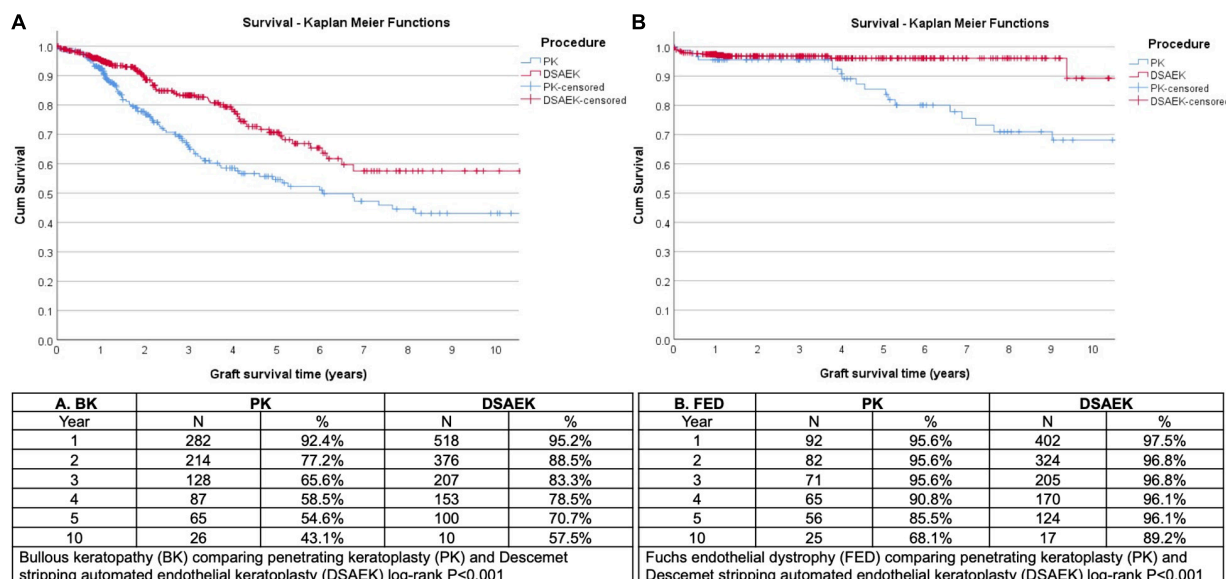 A
Survival - Kaplan Meier Functions
Procedure
PK
DSAEK
PK-censored
DSAEK-censored
1.0
0.9
0.8
0.7
0.6
0.5
0.4
0.3
0.2
0.1
0.0
Cum Survival
0 1 2 3 4 5 6 7 8 9 10
Graft survival time (years)
A. BK PK DSAEK
Year N % N %
1 282 92.4% 518 95.2%
2 214 77.2% 376 88.5%
3 128 65.6% 207 83.3%
4 87 58.5% 153 78.5%
5 65 54.6% 100 70.7%
10 26 43.1% 10 57.5%
Bullous keratopathy (BK) comparing penetrating keratoplasty (PK) and Descemet
stripping automated endothelial keratoplasty (DSAEK) log-rank P<0.001
B
Survival - Kaplan Meier Functions
Procedure
PK
DSAEK
PK-censored
DSAEK-censored
1.0
0.9
0.8
0.7
0.6
0.5
0.4
0.3
0.2
0.1
0.0
Cum Survival
0 1 2 3 4 5 6 7 8 9 10
Graft survival time (years)
B. FED PK DSAEK
Year N % N %
1 92 95.6% 402 97.5%
2 82 95.6% 324 96.8%
3 71 95.6% 205 96.8%
4 65 90.8% 170 96.1%
5 56 85.5% 124 96.1%
10 25 68.1% 17 89.2%
Fuchs endothelial dystrophy (FED) comparing penetrating keratoplasty (PK) and
Descemet stripping automated endothelial keratoplasty (DSAEK) log-rank P<0.001